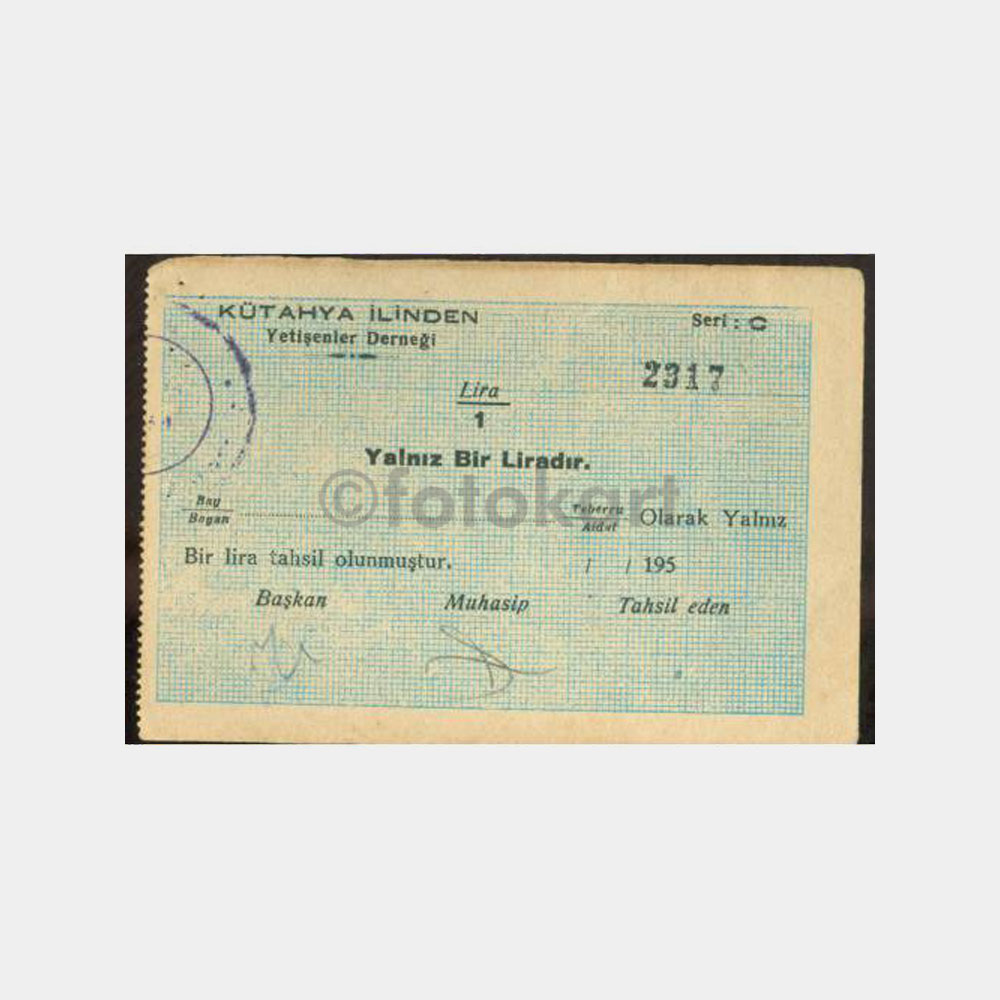 KÜTAHYA İLİNDEN
Seri : C
Yetişenler Derneği
2317
Lira
1
Yalnız Bir Liradır.
©fotokart
Bay
Bayan
Teberru
Aidat
Olarak Yalnız
Bir lira tahsil olunmuştur.
/ / 195
Başkan Muhasip Tahsil eden